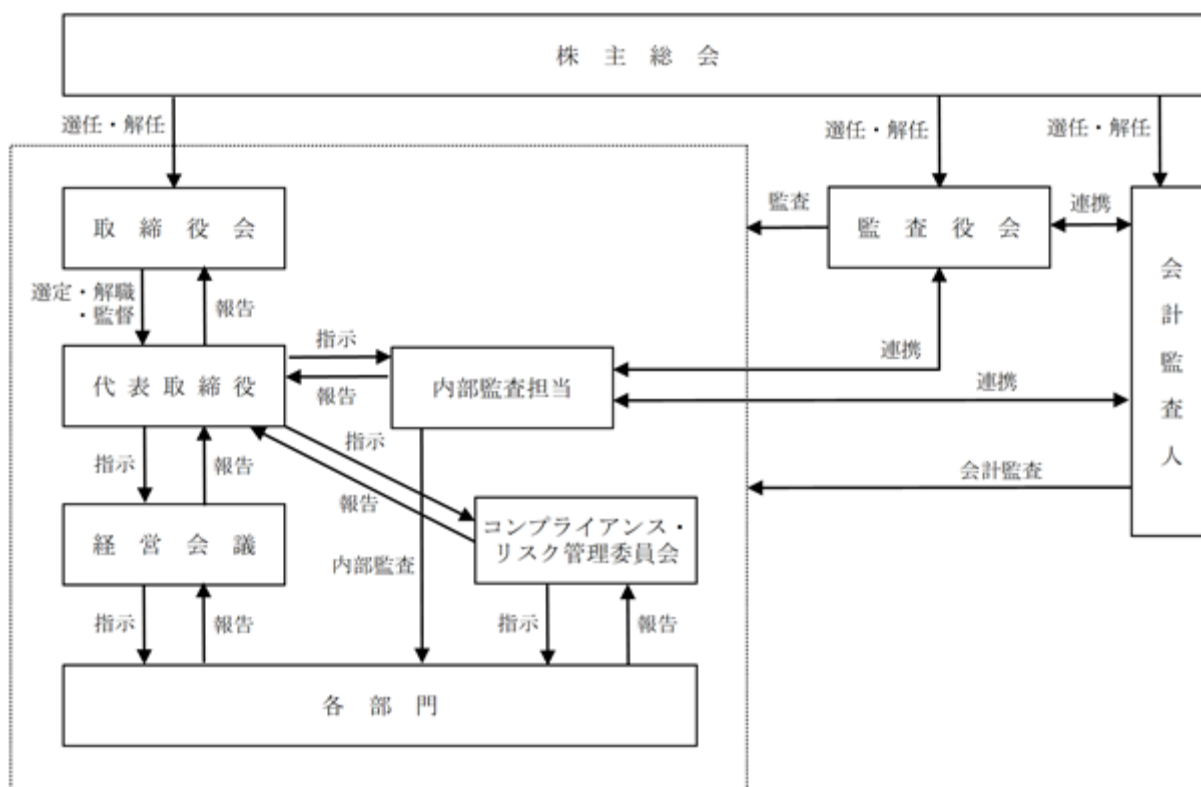 株主総会
選任・解任
選任・解任
選任・解任
取締役会
監査
監査役会
連携
会計監査人
選定・解職
・監督
報告
代表取締役
指示
報告
内部監査担当
連携
連携
指示
報告
指示
報告
会計監査
経営会議
内部監査
コンプライアンス・
リスク管理委員会
指示
報告
指示
報告
各部門